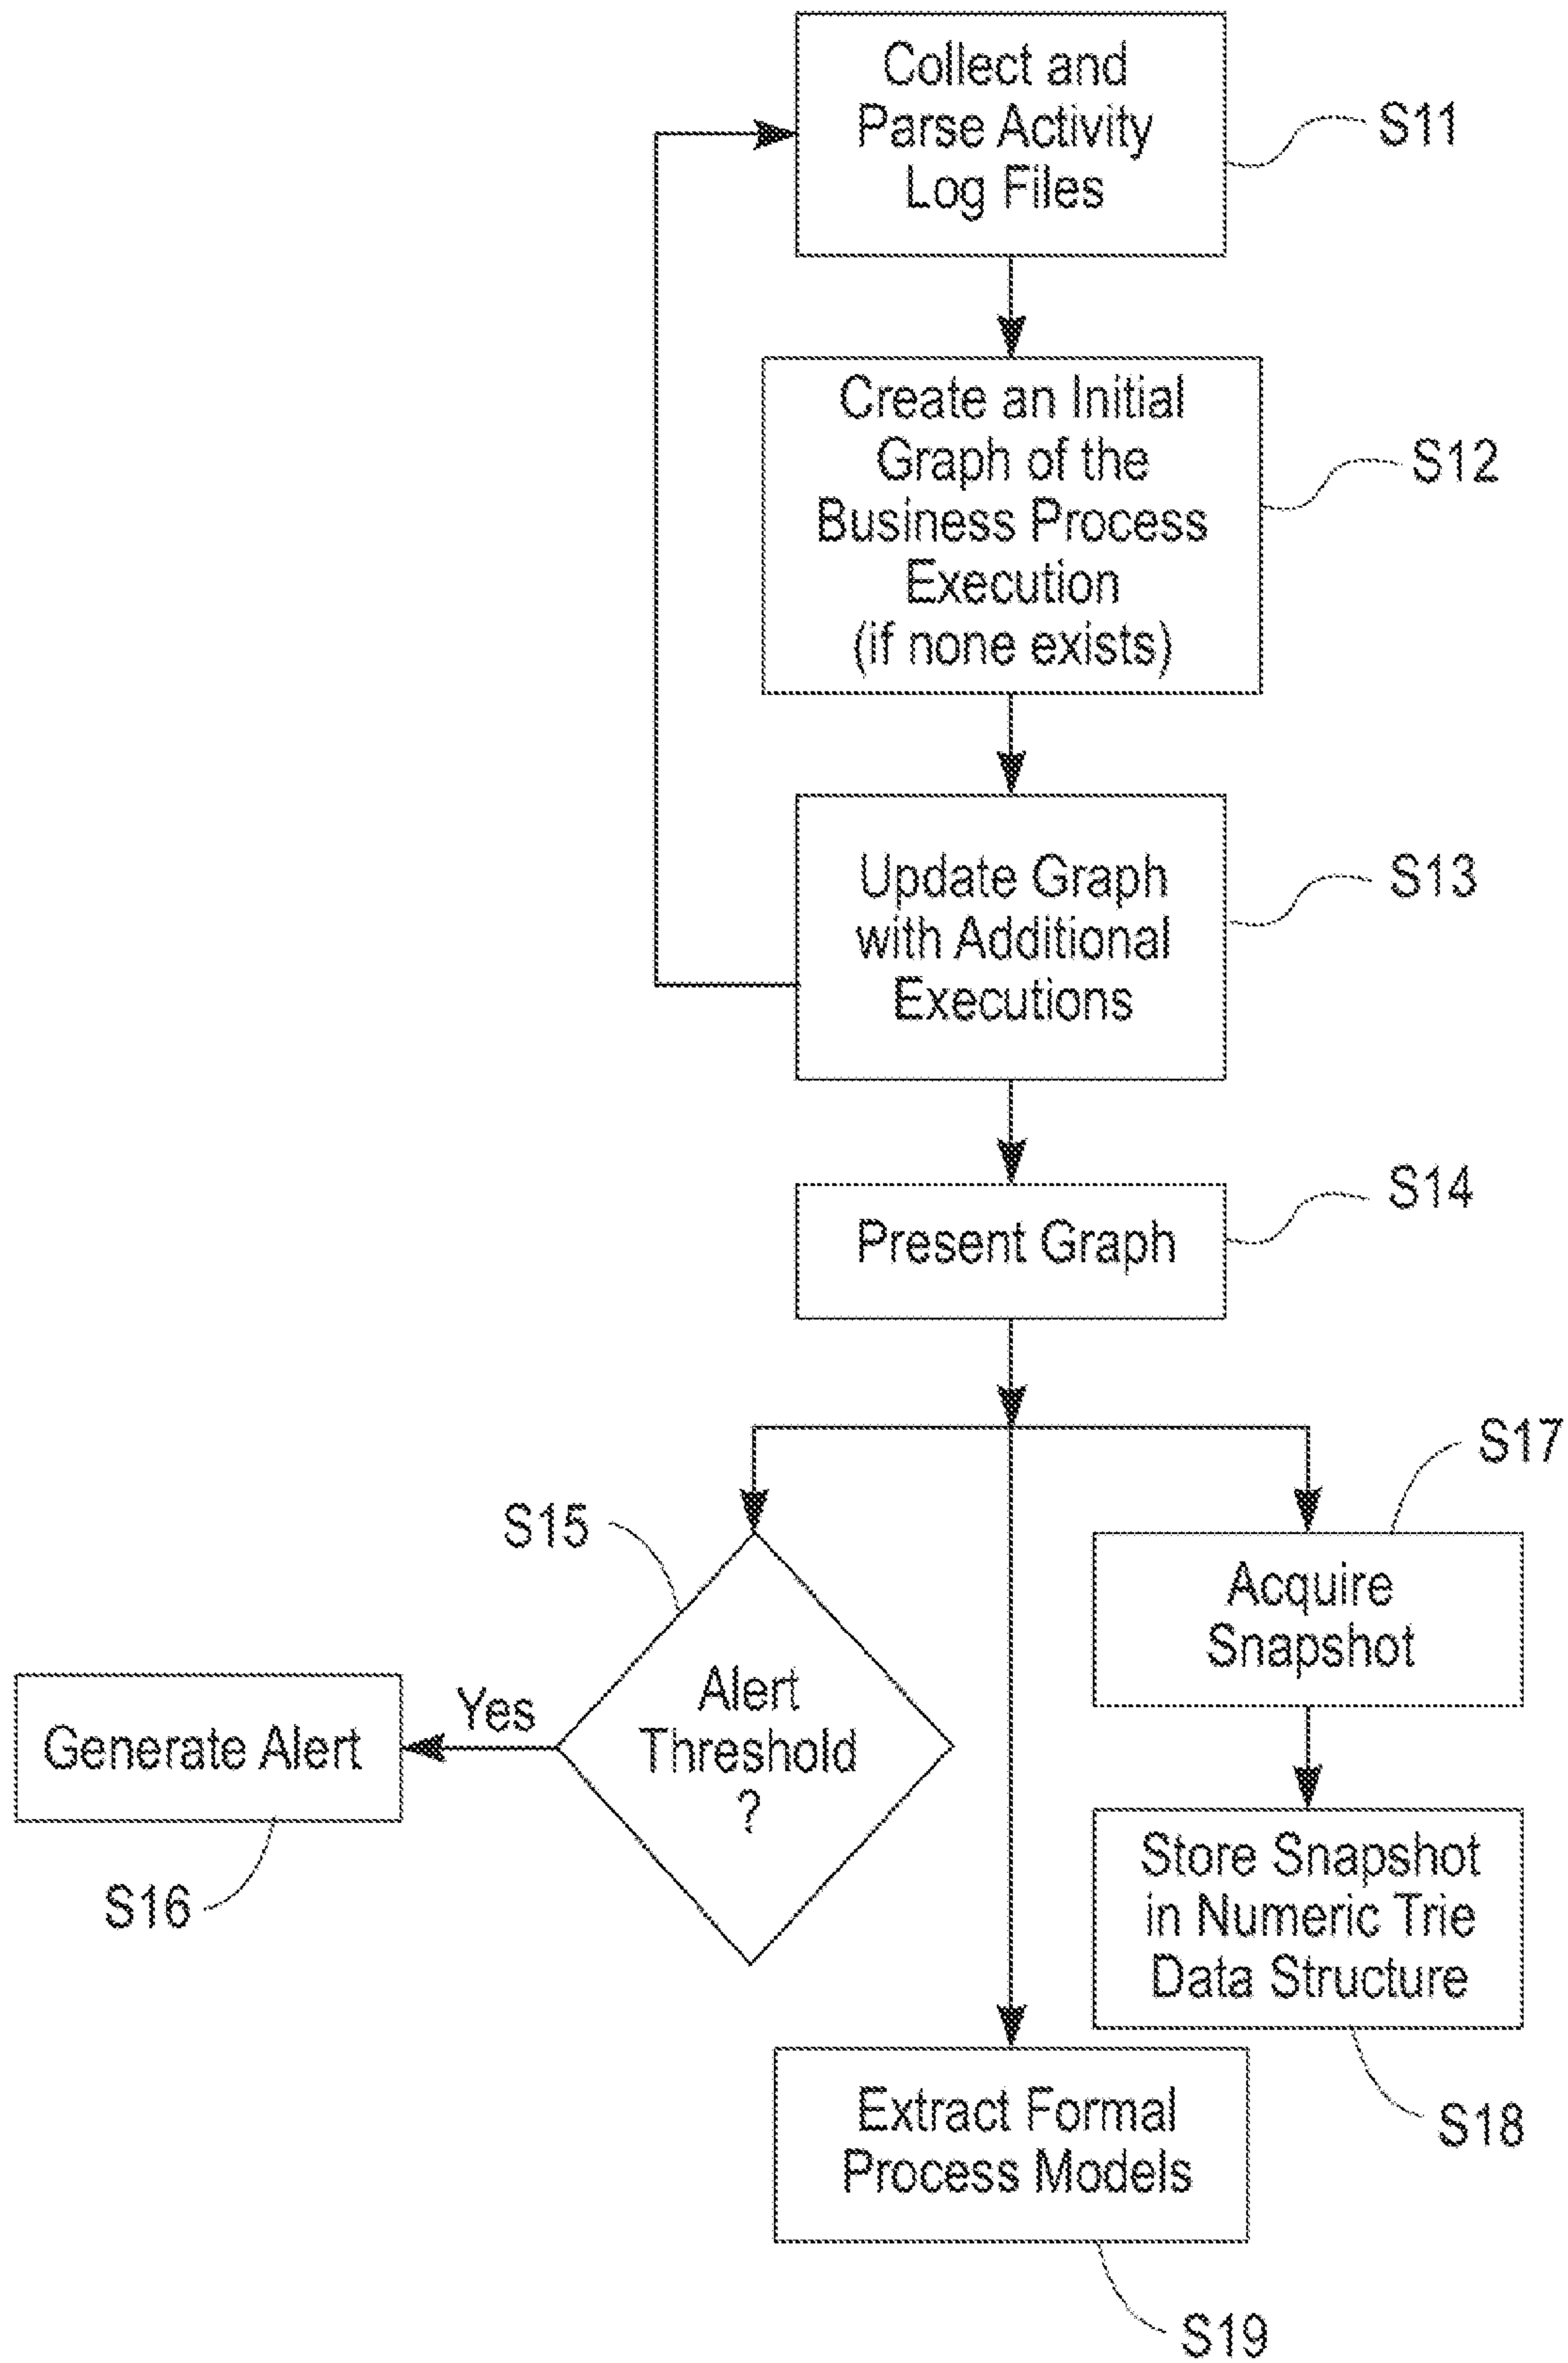 Collect and
Parse Activity
Log Files
S11
Create an Initial
Graph of the
Business Process
Execution
(if none exists)
S12
Update Graph
with Additional
Executions
S13
Present Graph
S14
S15
Alert
Threshold
?
Yes
Generate Alert
S16
S17
Acquire
Snapshot
Store Snapshot
in Numeric Trie
Data Structure
S18
Extract Formal
Process Models
S19